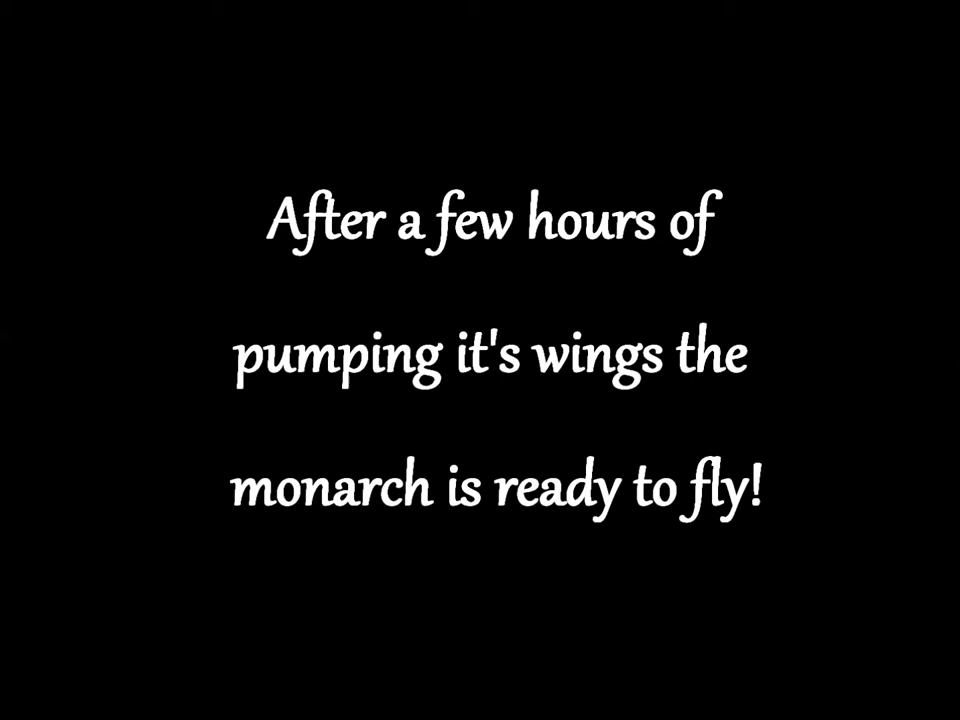 After a few hours of
pumping it's wings the
monarch is ready to fly!